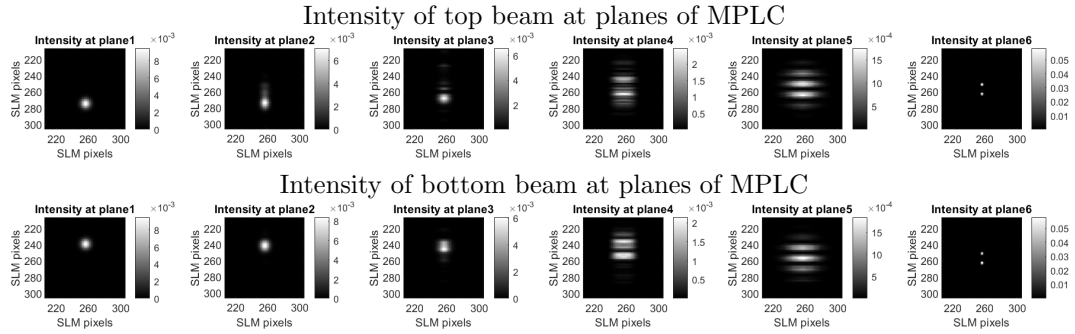 Intensity of top beam at planes of MPLC
Intensity at plane1 Intensity at plane2 Intensity at plane3 Intensity at plane4 Intensity at plane5 Intensity at plane6
×10⁻³ ×10⁻³ ×10⁻³ ×10⁻³ ×10⁻⁴
SLM pixels SLM pixels SLM pixels SLM pixels SLM pixels SLM pixels
220 220 220 220 220 220
240 240 240 240 240 240
260 260 260 260 260 260
280 280 280 280 280 280
300 300 300 300 300 300
8 6 4 2 0
8 6 4 2 0
6 4 2
2 1.5 1 0.5
15 10 5
0.05 0.04 0.03 0.02 0.01
220 260 300 220 260 300 220 260 300 220 260 300 220 260 300 220 260 300
SLM pixels SLM pixels SLM pixels SLM pixels SLM pixels SLM pixels
Intensity of bottom beam at planes of MPLC
Intensity at plane1 Intensity at plane2 Intensity at plane3 Intensity at plane4 Intensity at plane5 Intensity at plane6
×10⁻³ ×10⁻³ ×10⁻³ ×10⁻³ ×10⁻⁴
SLM pixels SLM pixels SLM pixels SLM pixels SLM pixels SLM pixels
220 220 220 220 220 220
240 240 240 240 240 240
260 260 260 260 260 260
280 280 280 280 280 280
300 300 300 300 300 300
8 6 4 2 0
8 6 4 2 0
6 4 2 0
2 1.5 1 0.5
15 10 5
0.05 0.04 0.03 0.02 0.01
220 260 300 220 260 300 220 260 300 220 260 300 220 260 300 220 260 300
SLM pixels SLM pixels SLM pixels SLM pixels SLM pixels SLM pixels